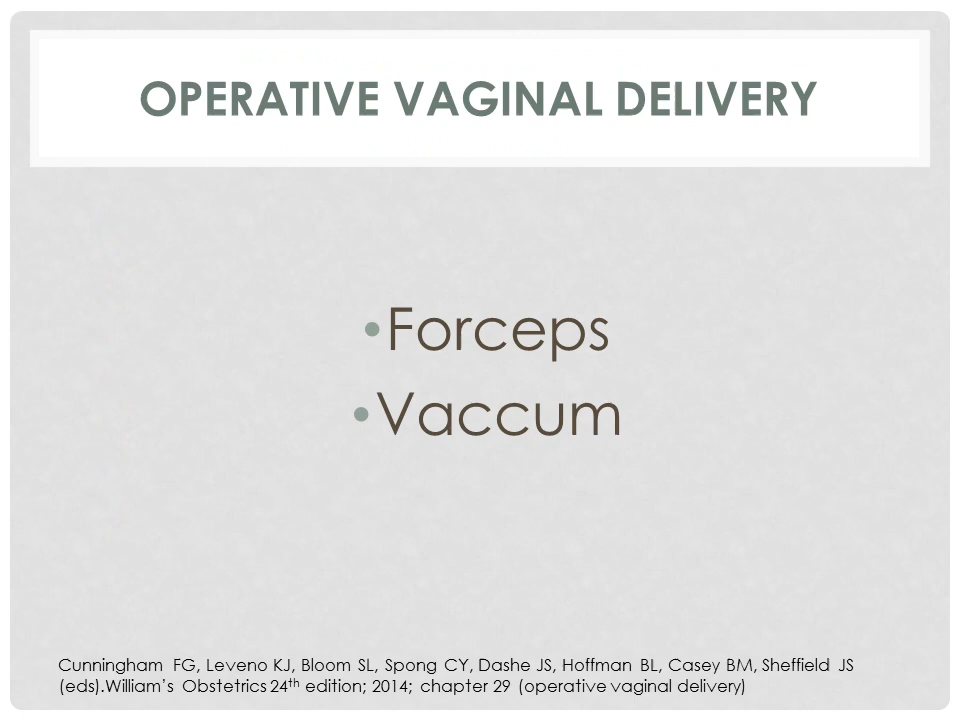 OPERATIVE VAGINAL DELIVERY
•Forceps
•Vaccum
Cunningham FG, Leveno KJ, Bloom SL, Spong CY, Dashe JS, Hoffman BL, Casey BM, Sheffield JS
(eds).William’s Obstetrics 24th edition; 2014; chapter 29 (operative vaginal delivery)